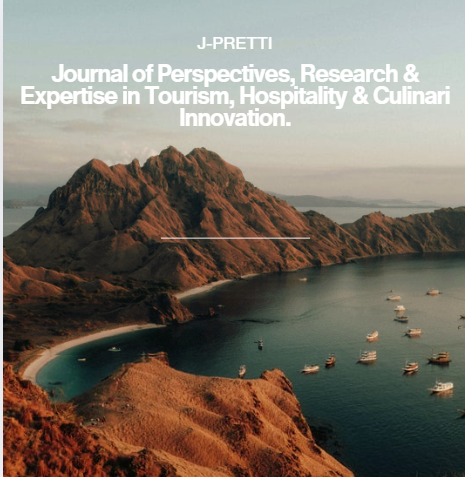 J-PRETTI
Journal of Perspectives, Research &
Expertise in Tourism, Hospitality & Culinari
Innovation.